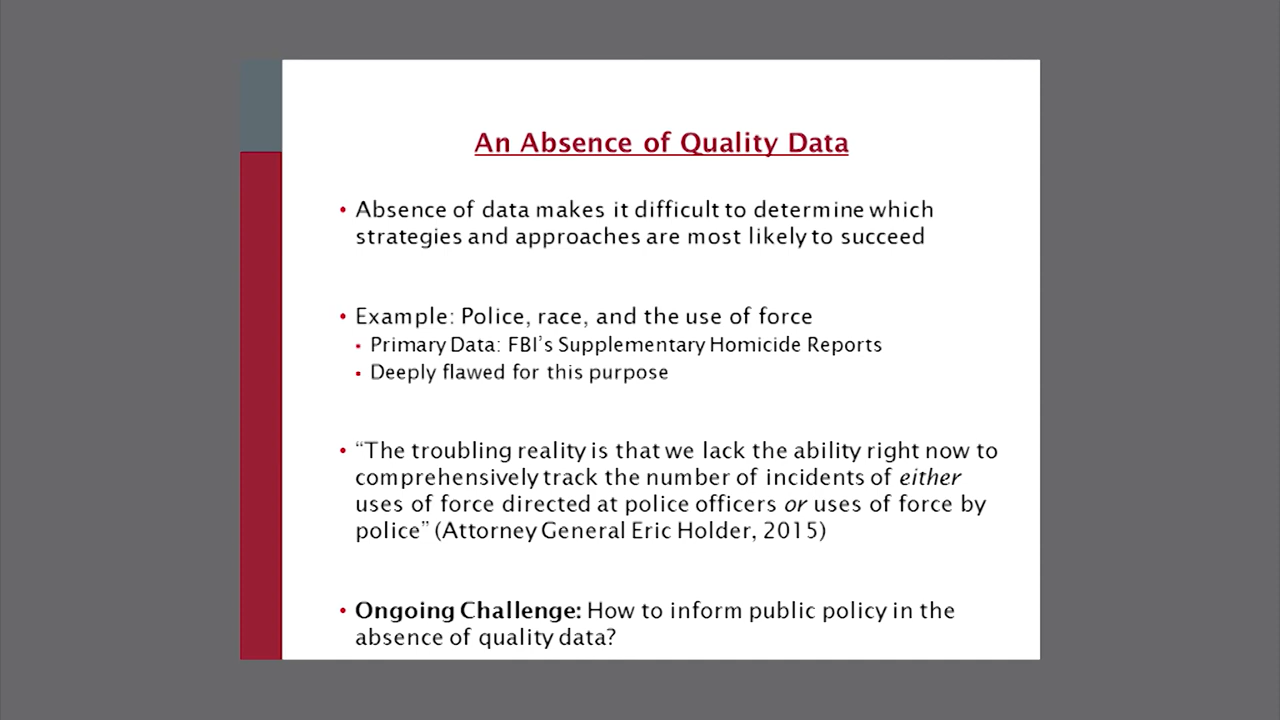 An Absence of Quality Data
• Absence of data makes it difficult to determine which
strategies and approaches are most likely to succeed
• Example: Police, race, and the use of force
▪ Primary Data: FBI’s Supplementary Homicide Reports
▪ Deeply flawed for this purpose
• “The troubling reality is that we lack the ability right now to
comprehensively track the number of incidents of either
uses of force directed at police officers or uses of force by
police” (Attorney General Eric Holder, 2015)
• Ongoing Challenge: How to inform public policy in the
absence of quality data?